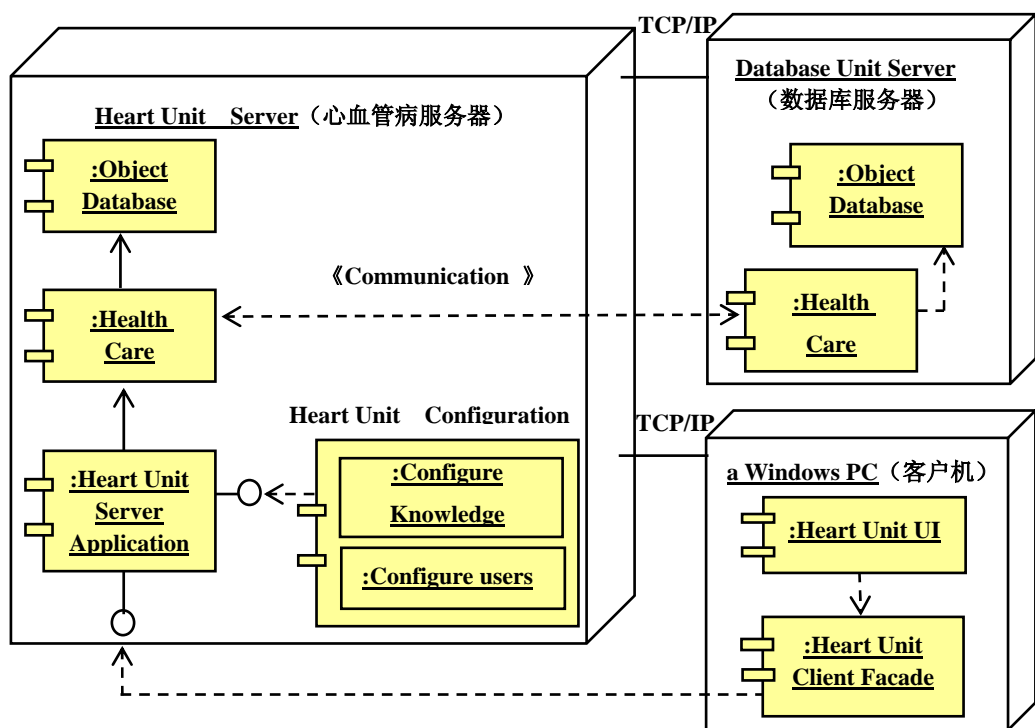 TCP/IP
Heart Unit Server（心血管病服务器）
:Object
Database
:Health
Care
:Heart Unit
Server
Application
《Communication 》
Heart Unit Configuration
:Configure
Knowledge
:Configure users
Database Unit Server
（数据库服务器）
:Object
Database
:Health
Care
TCP/IP
a Windows PC（客户机）
:Heart Unit UI
:Heart Unit
Client Facade